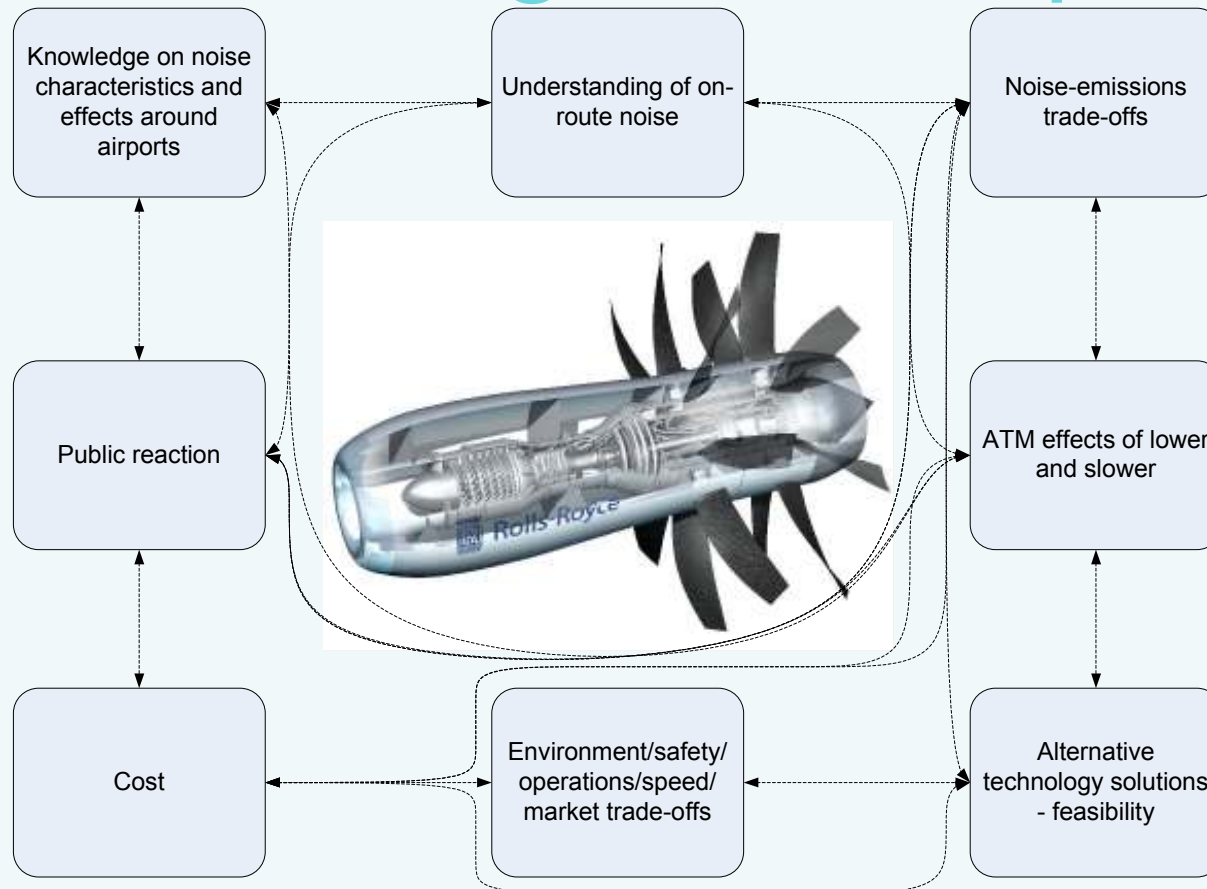 Knowledge on noise
characteristics and
effects around
airports
Understanding of on-
route noise
Noise-emissions
trade-offs
Public reaction
Rolls-Royce
ATM effects of lower
and slower
Cost
Environment/safety/
operations/speed/
market trade-offs
Alternative
technology solutions
- feasibility